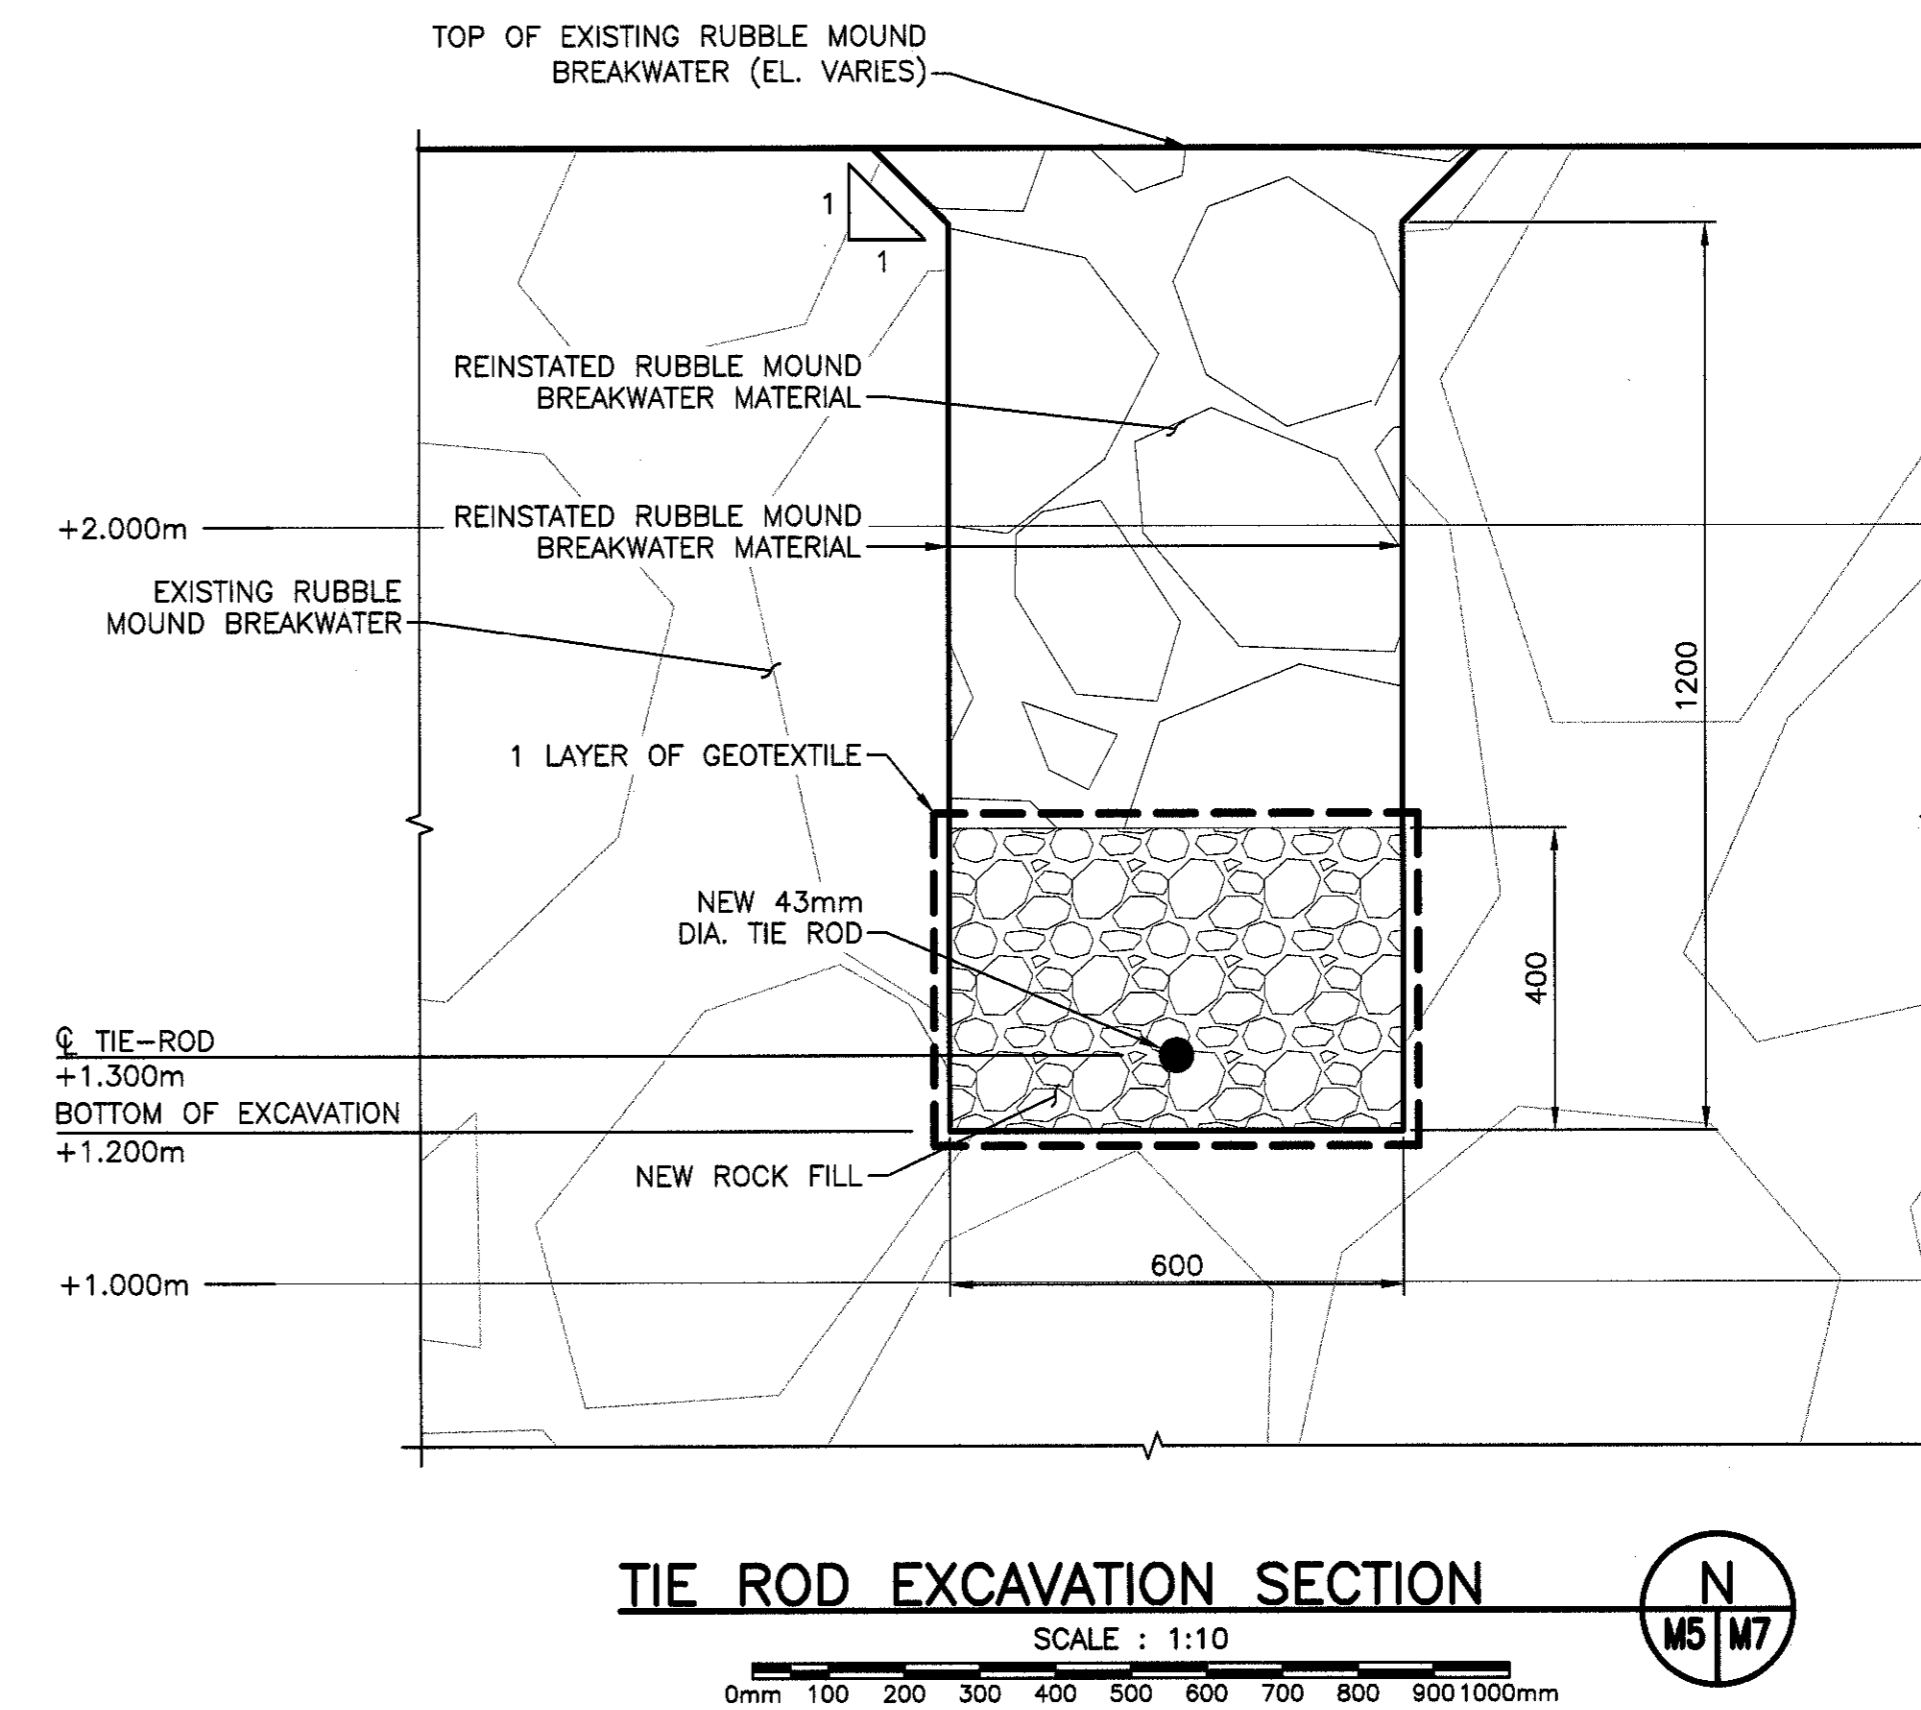 TOP OF EXISTING RUBBLE MOUND
BREAKWATER (EL. VARIES)
1
1
REINSTATED RUBBLE MOUND
BREAKWATER MATERIAL
+2.000m
REINSTATED RUBBLE MOUND
BREAKWATER MATERIAL
EXISTING RUBBLE
MOUND BREAKWATER
1200
1 LAYER OF GEOTEXTILE
NEW 43mm
DIA. TIE ROD
400
℄ TIE-ROD
+1.300m
BOTTOM OF EXCAVATION
+1.200m
NEW ROCK FILL
600
+1.000m
TIE ROD EXCAVATION SECTION
N
M5 M7
SCALE : 1:10
0mm 100 200 300 400 500 600 700 800 900 1000mm